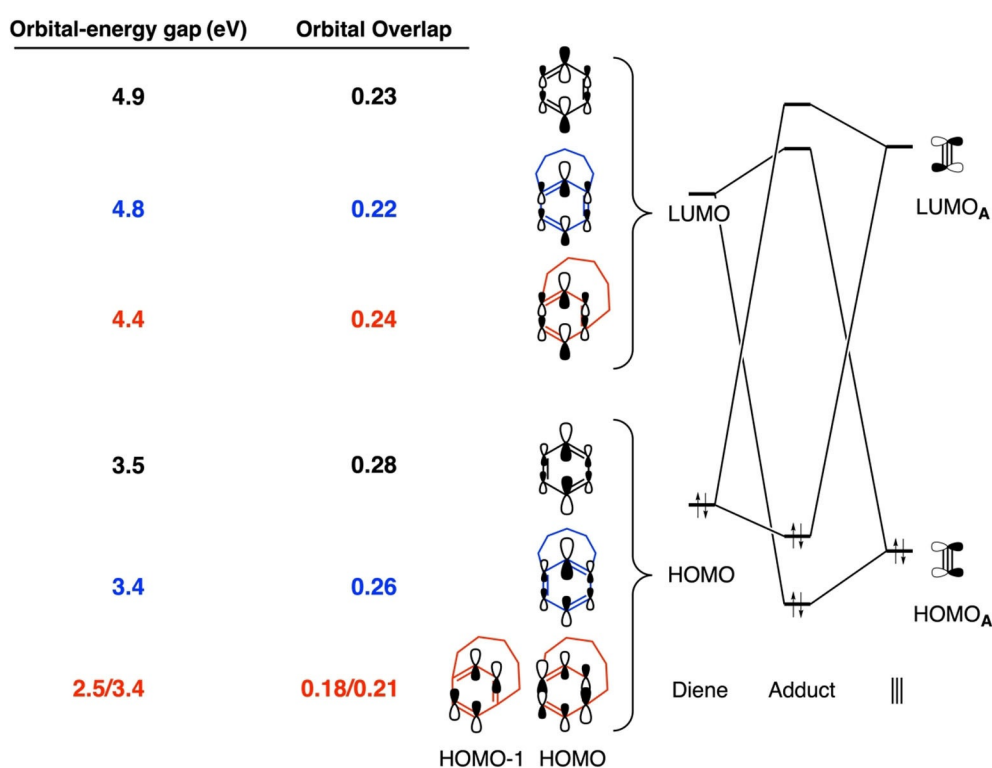 Orbital-energy gap (eV) Orbital Overlap
4.9 0.23
4.8 0.22
4.4 0.24
LUMO
LUMOA
3.5 0.28
3.4 0.26
HOMO
HOMOA
2.5/3.4 0.18/0.21
Diene Adduct
HOMO-1 HOMO